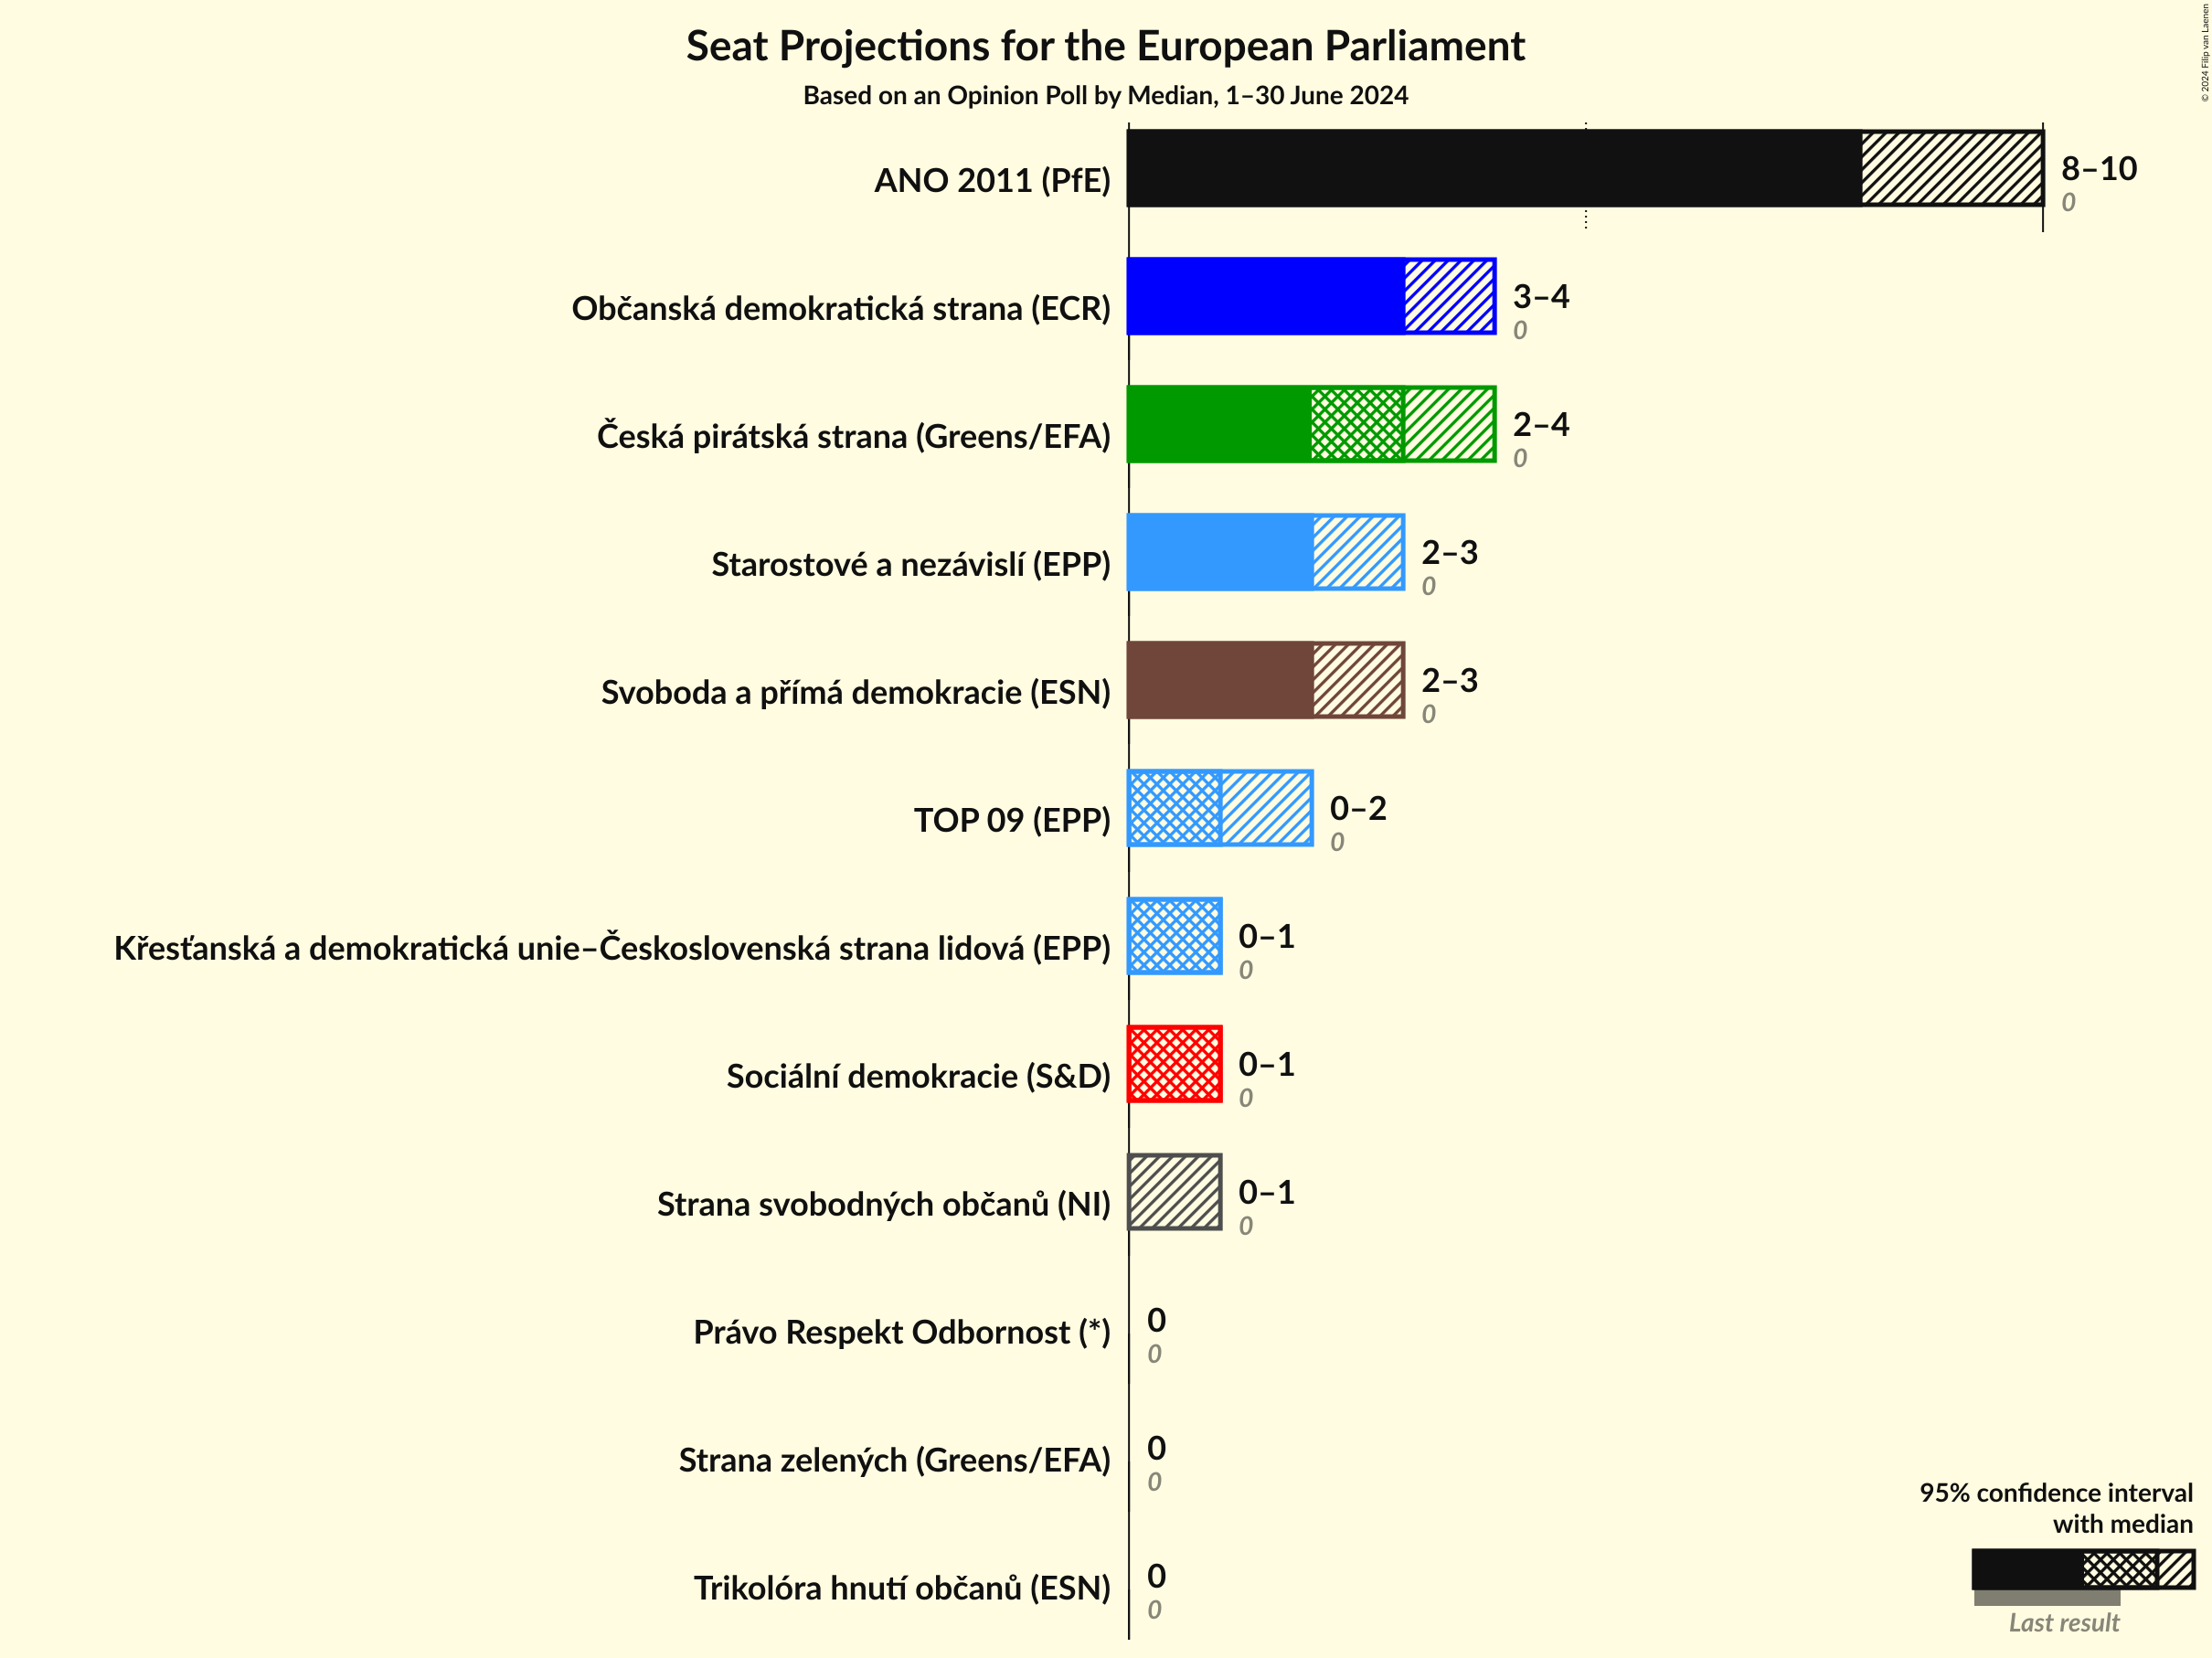 Seat Projections for the European Parliament
Based on an Opinion Poll by Median, 1–30 June 2024
© 2024 Filip van Laenen
ANO 2011 (PfE)
8–10
0
Občanská demokratická strana (ECR)
3–4
0
Česká pirátská strana (Greens/EFA)
2–4
0
Starostové a nezávislí (EPP)
2–3
0
Svoboda a přímá demokracie (ESN)
2–3
0
TOP 09 (EPP)
0–2
0
Křesťanská a demokratická unie–Československá strana lidová (EPP)
0–1
0
Sociální demokracie (S&D)
0–1
0
Strana svobodných občanů (NI)
0–1
0
Právo Respekt Odbornost (*)
0
0
Strana zelených (Greens/EFA)
0
0
Trikolóra hnutí občanů (ESN)
0
0
95% confidence interval
with median
Last result